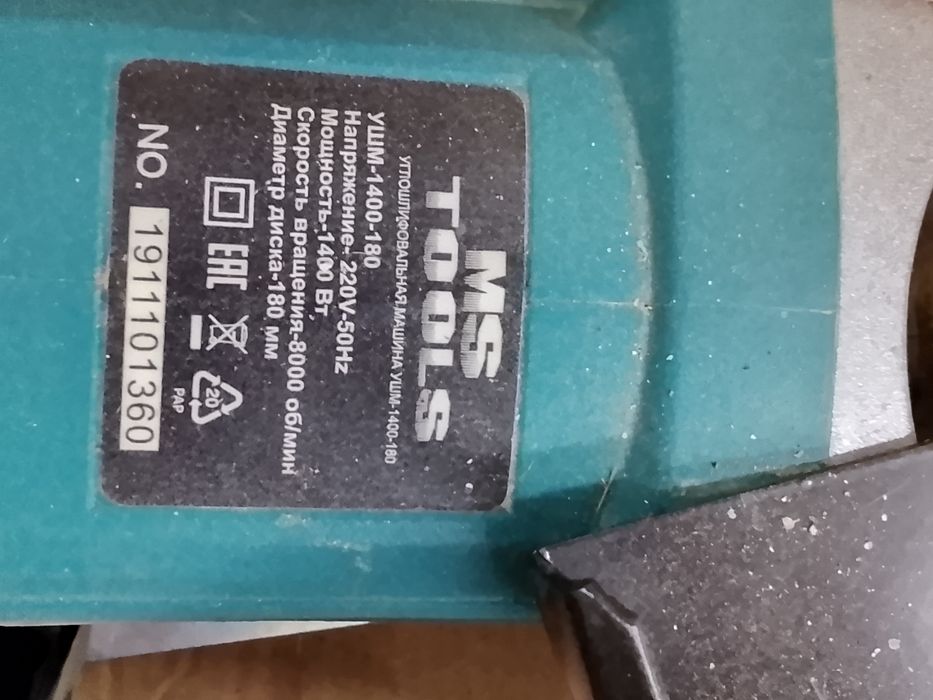 MS
TOOLS
УГЛОШЛИФОВАЛЬНАЯ МАШИНА УШМ-1400-180
УШМ-1400-180
Напряжение- 220V-50Hz
Мощность-1400 Вт
Скорость вращения-8000 об/мин
Диаметр диска-180 мм
EAC
20
PAP
NO. 1911101360